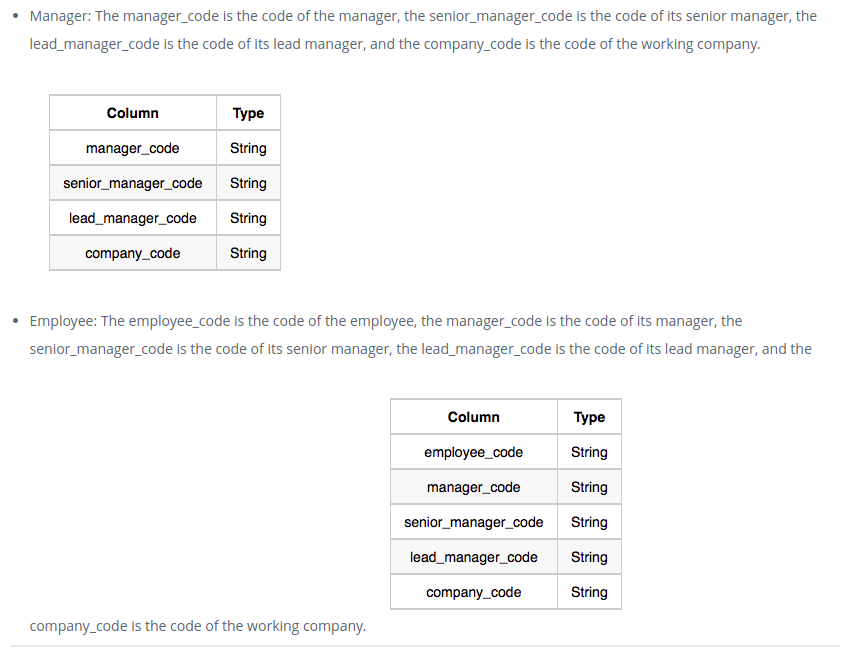 Manager: The manager_code is the code of the manager, the senior_manager_code is the code of its senior manager, the
lead_manager_code is the code of its lead manager, and the company_code is the code of the working company.
Column Type
manager_code String
senior_manager_code String
lead_manager_code String
company_code String
Employee: The employee_code is the code of the employee, the manager_code is the code of its manager, the
senior_manager_code is the code of its senior manager, the lead_manager_code is the code of its lead manager, and the
Column Type
employee_code String
manager_code String
senior_manager_code String
lead_manager_code String
company_code String
company_code is the code of the working company.